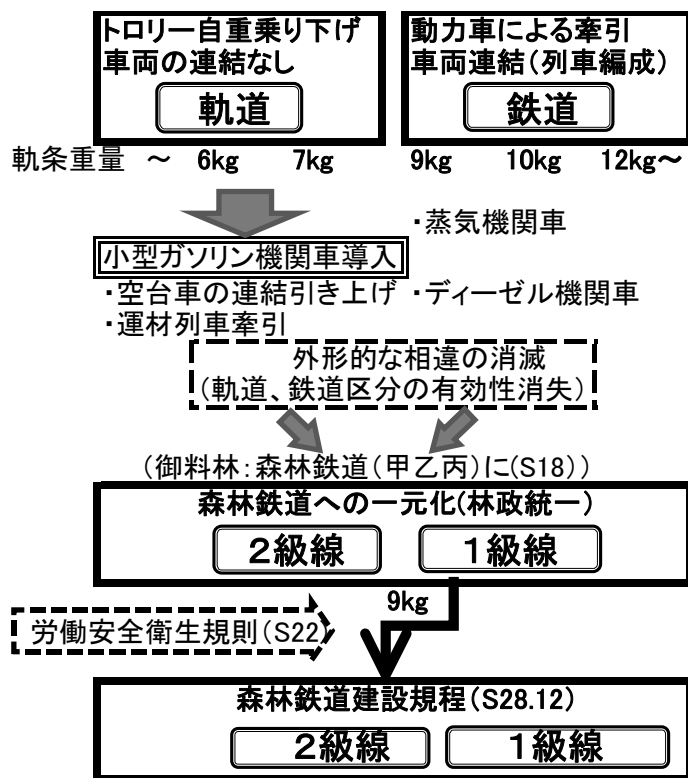 トロリー自重乗り下げ
車両の連結なし
軌道
動力車による牽引
車両連結(列車編成)
鉄道
軌条重量 ～ 6kg 7kg 9kg 10kg 12kg～
・蒸気機関車
小型ガソリン機関車導入
・空台車の連結引き上げ ・ディーゼル機関車
・運材列車牽引
外形的な相違の消滅
(軌道、鉄道区分の有効性消失)
(御料林:森林鉄道(甲乙丙)に(S18))
森林鉄道への一元化(林政統一)
２級線 １級線
9kg
労働安全衛生規則(S22)
森林鉄道建設規程(S28.12)
２級線 １級線